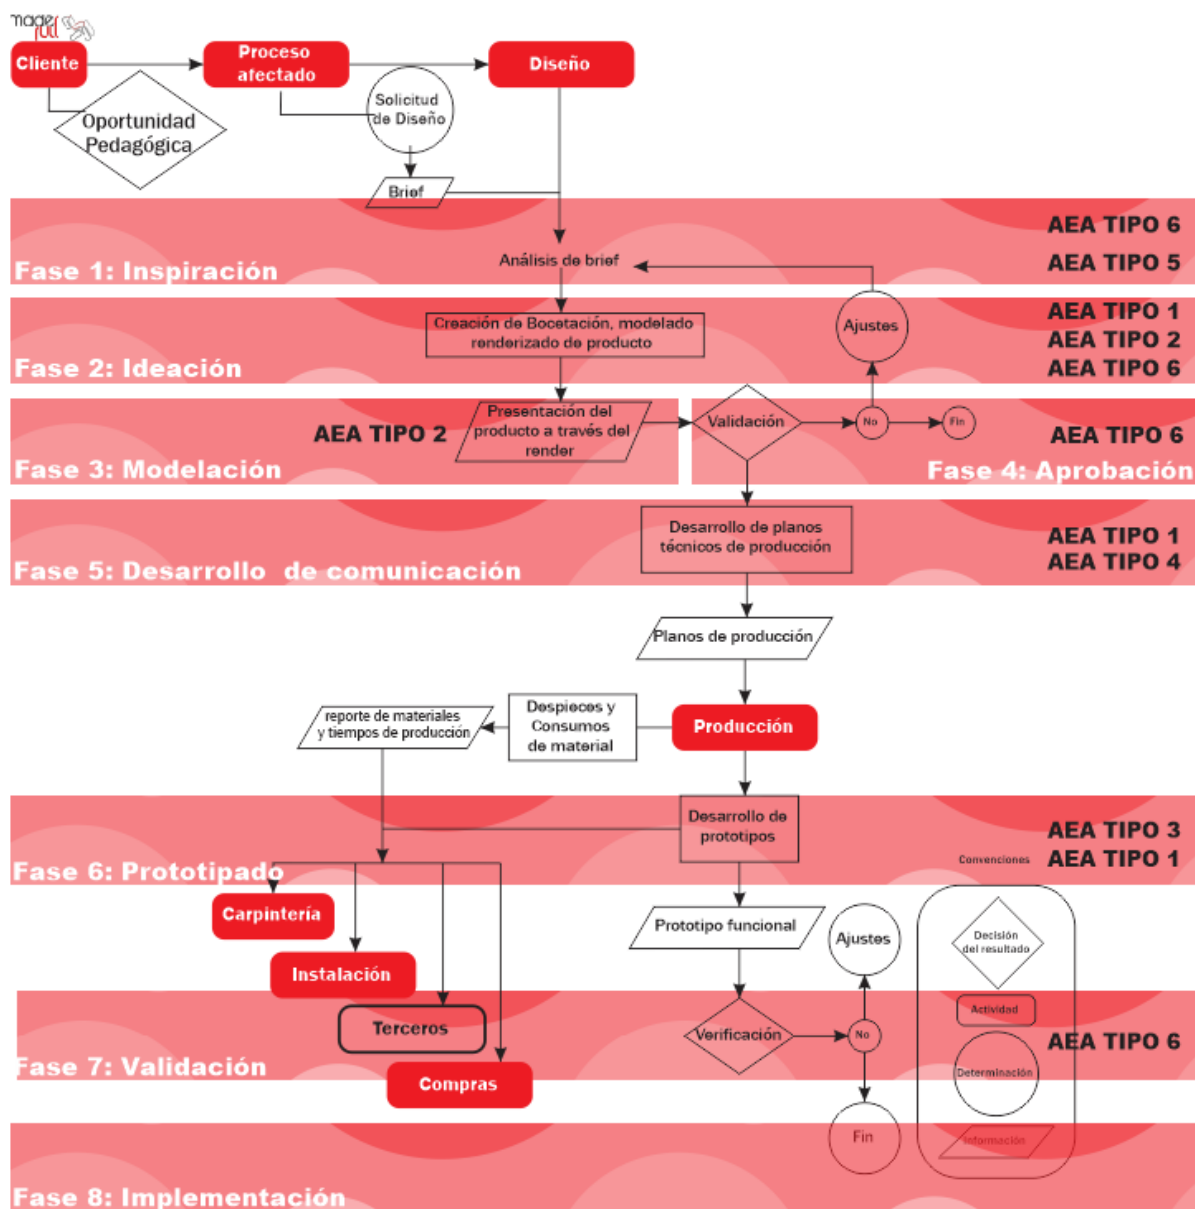 made
rúd
Cliente
Proceso
afectado
Diseño
Oportunidad
Pedagógica
Solicitud
de Diseño
Brief
AEA TIPO 6
Análisis de brief
AEA TIPO 5
Fase 1: Inspiración
Creación de Bocetación, modelado
renderizado de producto
Ajustes
AEA TIPO 1
AEA TIPO 2
AEA TIPO 6
Fase 2: Ideación
AEA TIPO 2
Presentación del
producto a través del
render
Validación
No
Fin
AEA TIPO 6
Fase 3: Modelación
Fase 4: Aprobación
Desarrollo de planos
técnicos de producción
AEA TIPO 1
AEA TIPO 4
Fase 5: Desarrollo de comunicación
Planos de producción
reporte de materiales
y tiempos de producción
Despieces y
Consumos
de material
Producción
Desarrollo de
prototipos
AEA TIPO 3
AEA TIPO 1
Convenciones
Fase 6: Prototipado
Carpintería
Prototipo funcional
Ajustes
Decisión
del resultado
Instalación
Terceros
Verificación
No
Actividad
AEA TIPO 6
Fase 7: Validación
Compras
Determinación
Fin
Información
Fase 8: Implementación